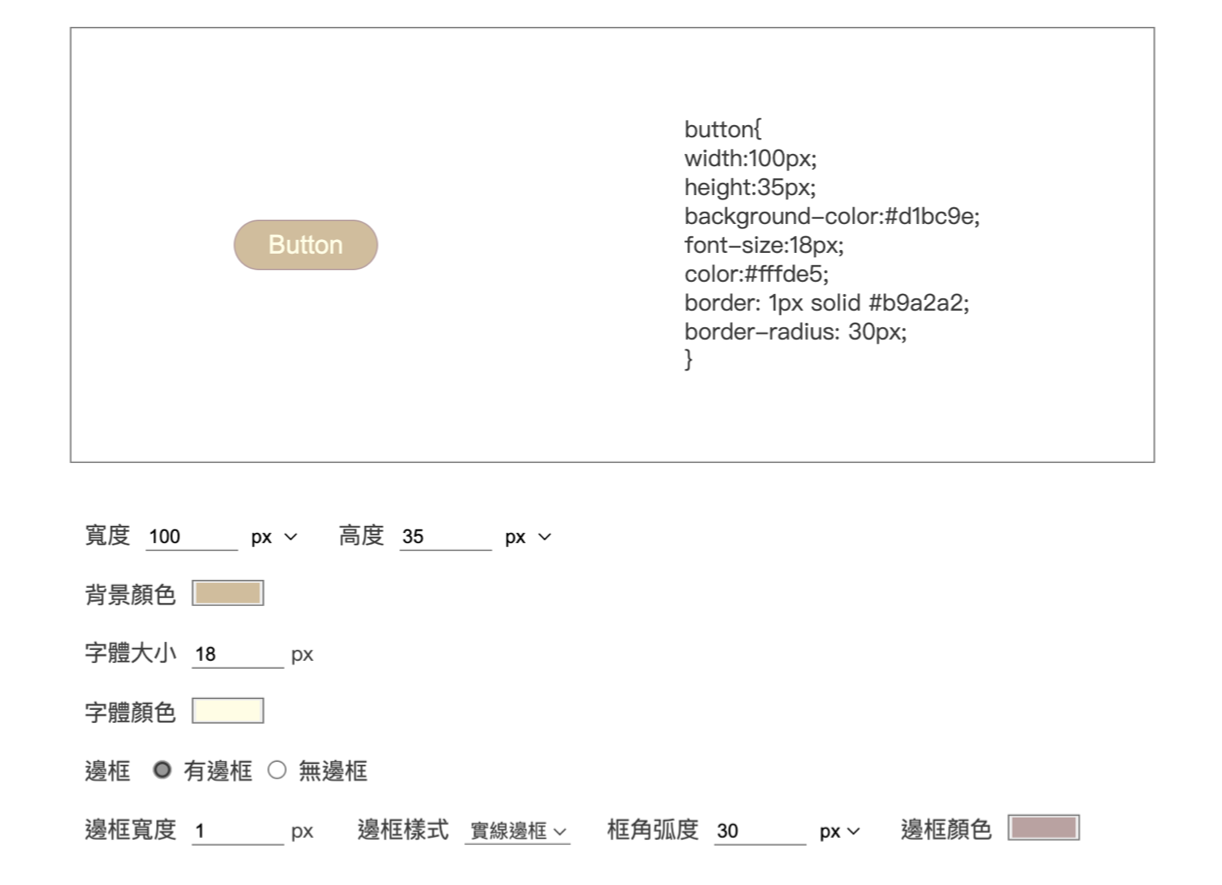 Button
button{
width:100px;
height:35px;
background-color:#d1bc9e;
font-size:18px;
color:#fffde5;
border: 1px solid #b9a2a2;
border-radius: 30px;
}
寬度 100 px 高度 35 px
背景顏色
字體大小 18 px
字體顏色
邊框 有邊框 無邊框
邊框寬度 1 px 邊框樣式 實線邊框 框角弧度 30 px 邊框顏色